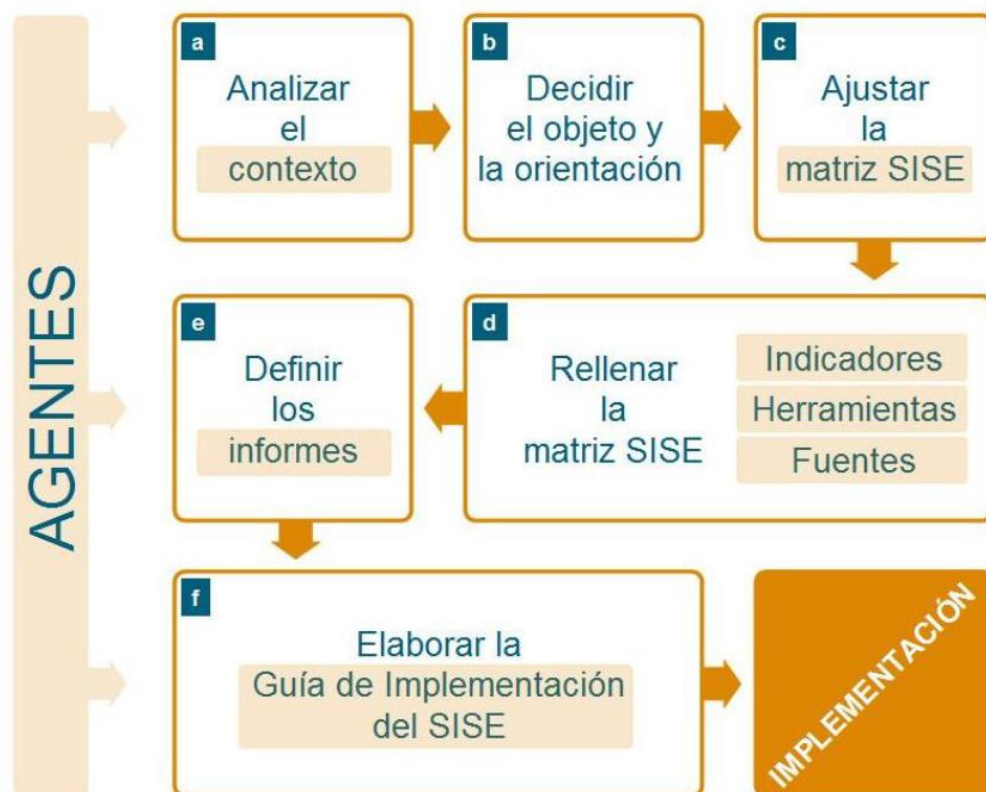 AGENTES
a
Analizar
el
contexto
b
Decidir
el objeto y
la orientación
c
Ajustar
la
matriz SISE
d
Rellenar
la
matriz SISE
Indicadores
Herramientas
Fuentes
e
Definir
los
informes
f
Elaborar la
Guía de Implementación
del SISE
IMPLEMENTACIÓN